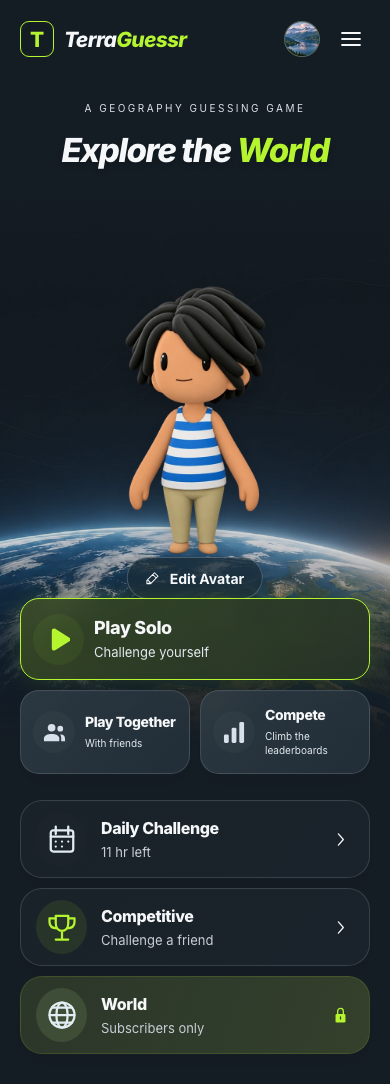 T TerraGuessr
A GEOGRAPHY GUESSING GAME
Explore the World
Edit Avatar
Play Solo
Challenge yourself
Play Together
With friends
Compete
Climb the
leaderboards
Daily Challenge
11 hr left
Competitive
Challenge a friend
World
Subscribers only